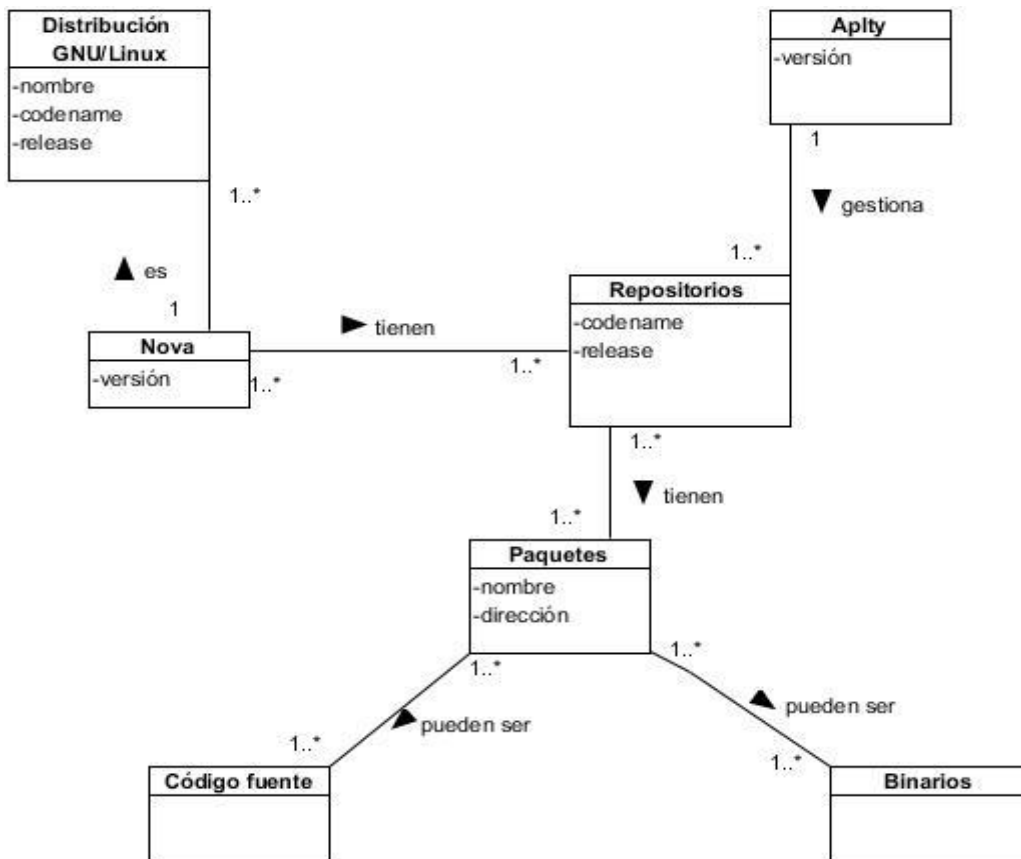 Distribución
GNU/Linux
-nombre
-codename
-release
1..*
es
1
Nova
-versión
1..*
tienen
1..*
Aplty
-versión
1
gestiona
1..*
Repositorios
-codename
-release
1..*
tienen
1..*
Paquetes
-nombre
-dirección
1..*
1..*
pueden ser
pueden ser
1..*
1..*
Código fuente
Binarios